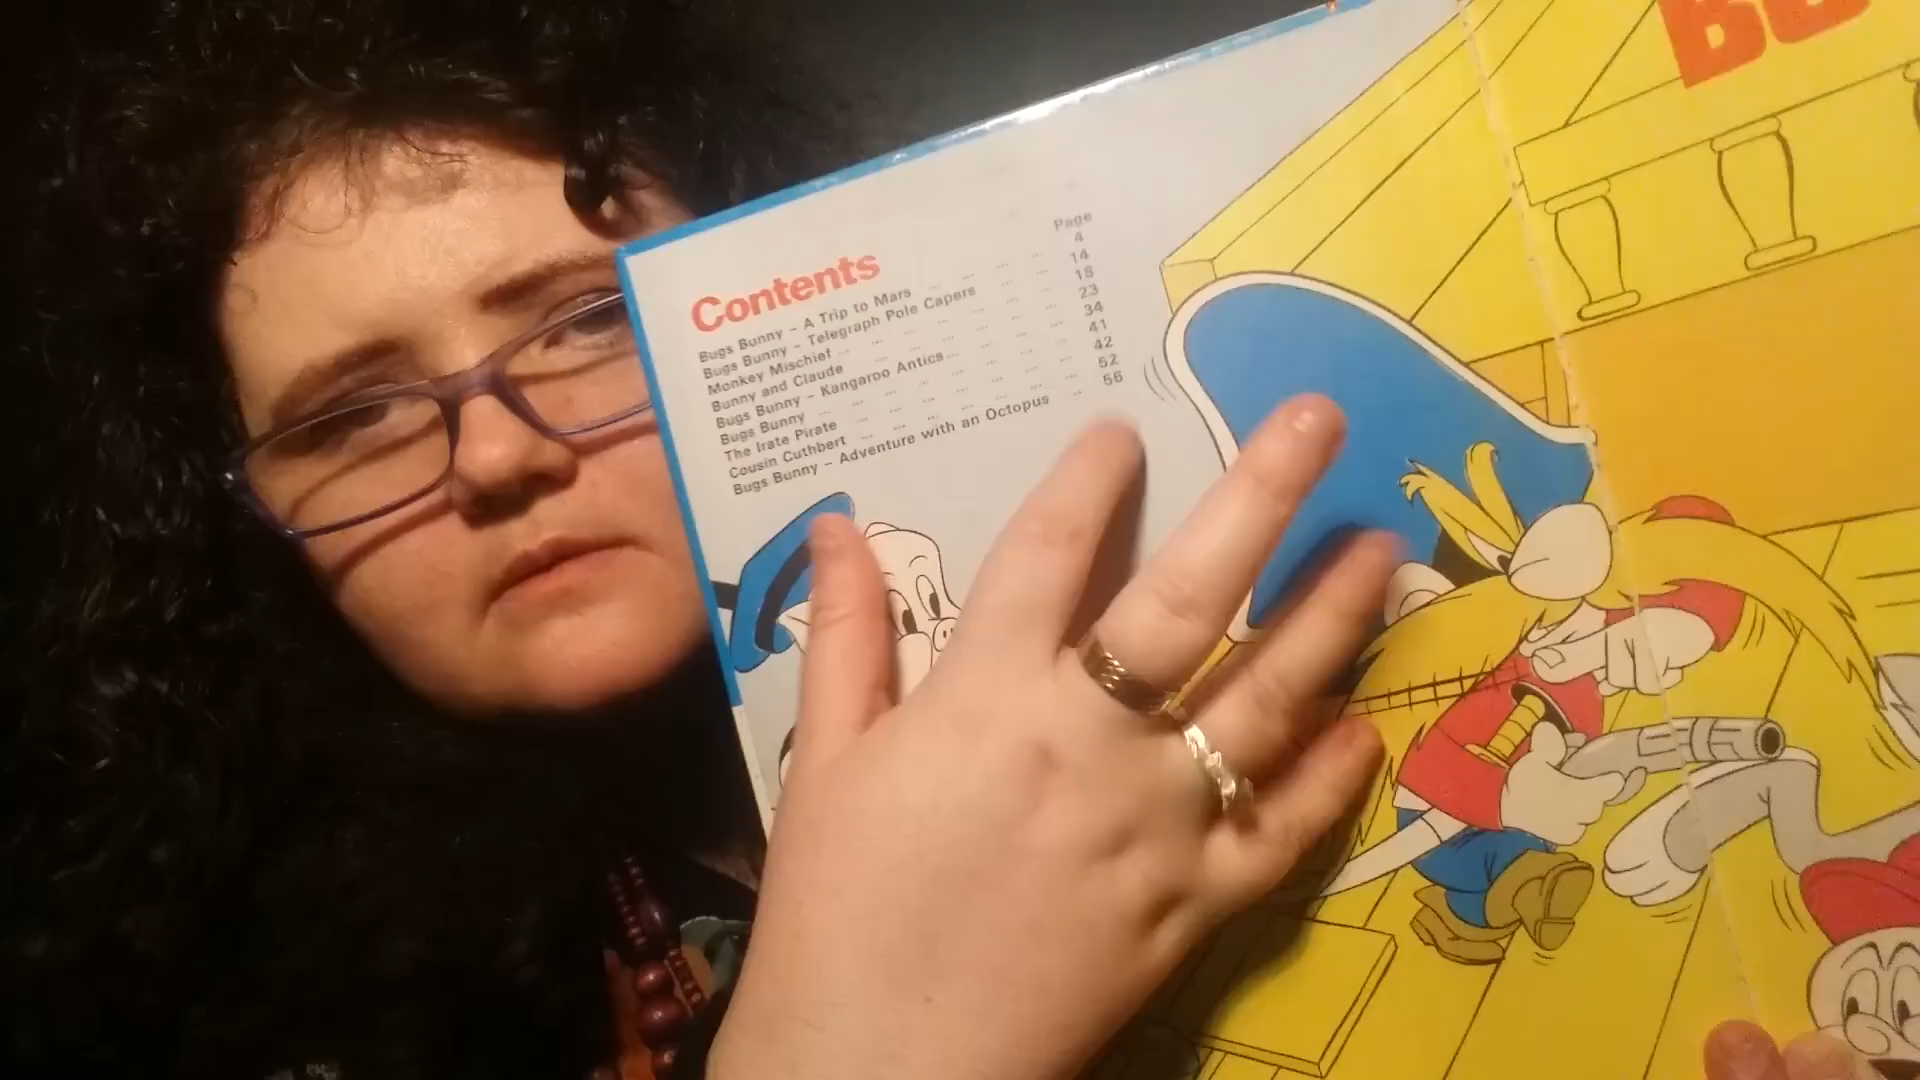 Contents
Page
Bugs Bunny – A Trip to Mars ... ... ... 4
Bugs Bunny – Telegraph Pole Capers ... ... 14
Monkey Mischief ... ... ... ... ... 18
Bunny and Claude ... ... ... ... ... 23
Bugs Bunny – Kangaroo Antics... ... ... ... 34
Bugs Bunny ... ... ... ... ... ... 41
The Irate Pirate ... ... ... ... ... ... 42
Cousin Cuthbert ... ... ... ... ... ... 52
Bugs Bunny – Adventure with an Octopus ... 56